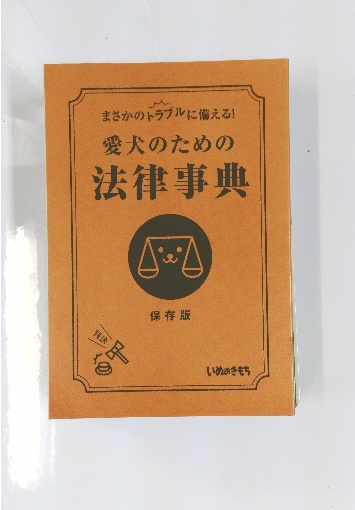 まさかのトラブルに備える!
愛犬のための
法律事典
保存版
判決
いぬのきもち